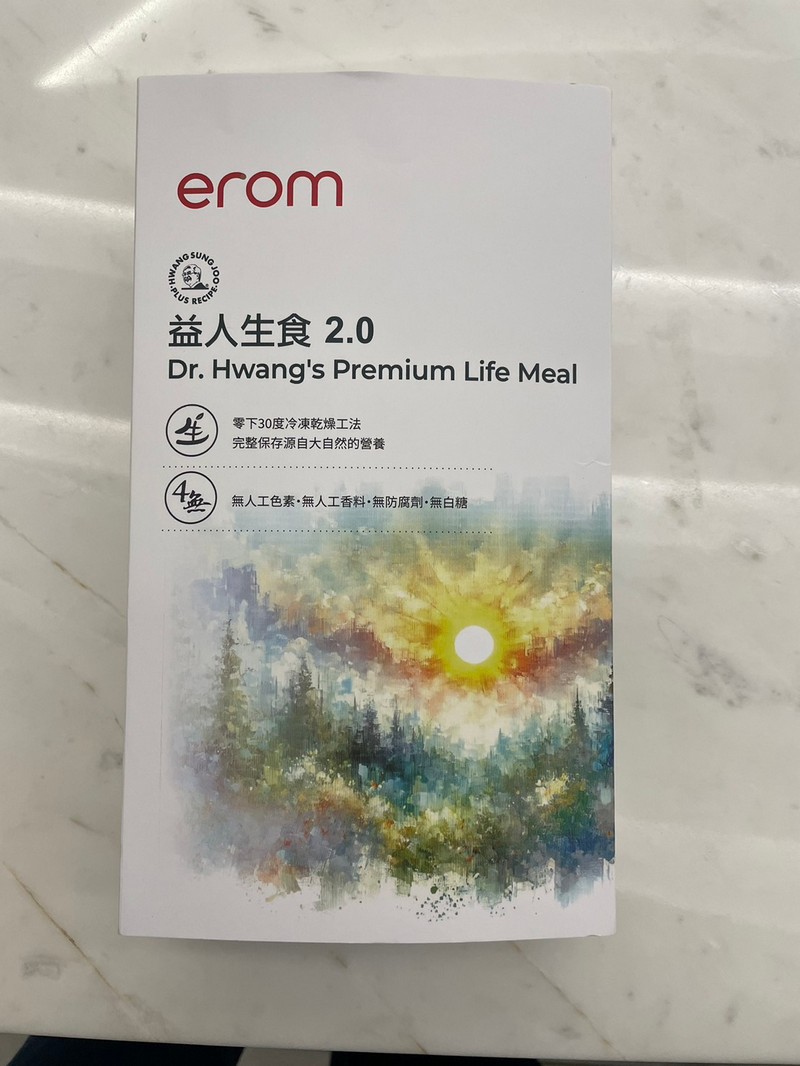 erom
HWANG SUNG JOO
PLUS RECIPE
益人生食 2.0
Dr. Hwang's Premium Life Meal
生
零下30度冷凍乾燥工法
完整保存源自大自然的營養
4無
無人工色素•無人工香料•無防腐劑•無白糖